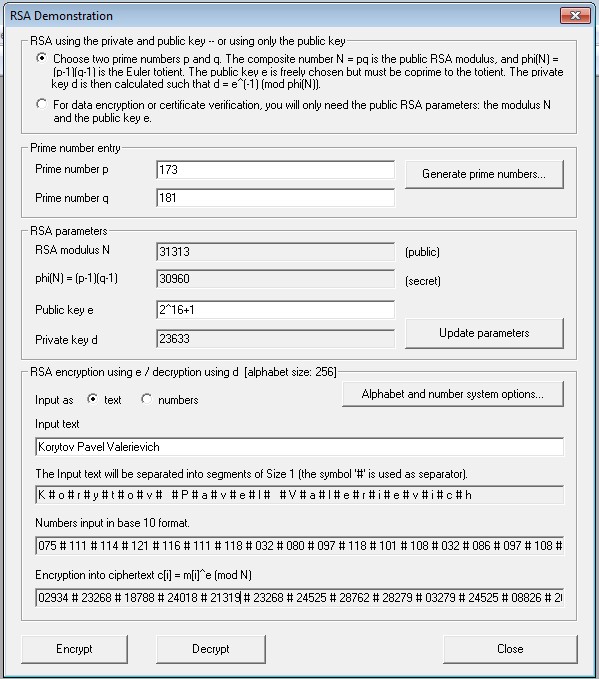 RSA Demonstration
RSA using the private and public key -- or using only the public key
Choose two prime numbers p and q. The composite number N = pq is the public RSA modulus, and phi(N) =
(p-1)(q-1) is the Euler totient. The public key e is freely chosen but must be coprime to the totient. The private
key d is then calculated such that d = e^(-1) (mod phi(N)).
For data encryption or certificate verification, you will only need the public RSA parameters: the modulus N
and the public key e.
Prime number entry
Prime number p 173 Generate prime numbers...
Prime number q 181
RSA parameters
RSA modulus N 31313 (public)
phi(N) = (p-1)(q-1) 30960 (secret)
Public key e 2^16+1
Private key d 23633 Update parameters
RSA encryption using e / decryption using d [alphabet size: 256]
Input as text numbers Alphabet and number system options...
Input text
Korytov Pavel Valerievich
The Input text will be separated into segments of Size 1 (the symbol '#' is used as separator).
K # o # r # y # t # o # v #   # P # a # v # e # l #   # V # a # l # e # r # i # e # v # i # c # h
Numbers input in base 10 format.
075 # 111 # 114 # 121 # 116 # 111 # 118 # 032 # 080 # 097 # 118 # 101 # 108 # 032 # 086 # 097 # 108 #
Encryption into ciphertext c[i] = m[i]^e (mod N)
02934 # 23268 # 18788 # 24018 # 21319 # 23268 # 24525 # 28762 # 28279 # 03279 # 24525 # 08826 #
Encrypt Decrypt Close